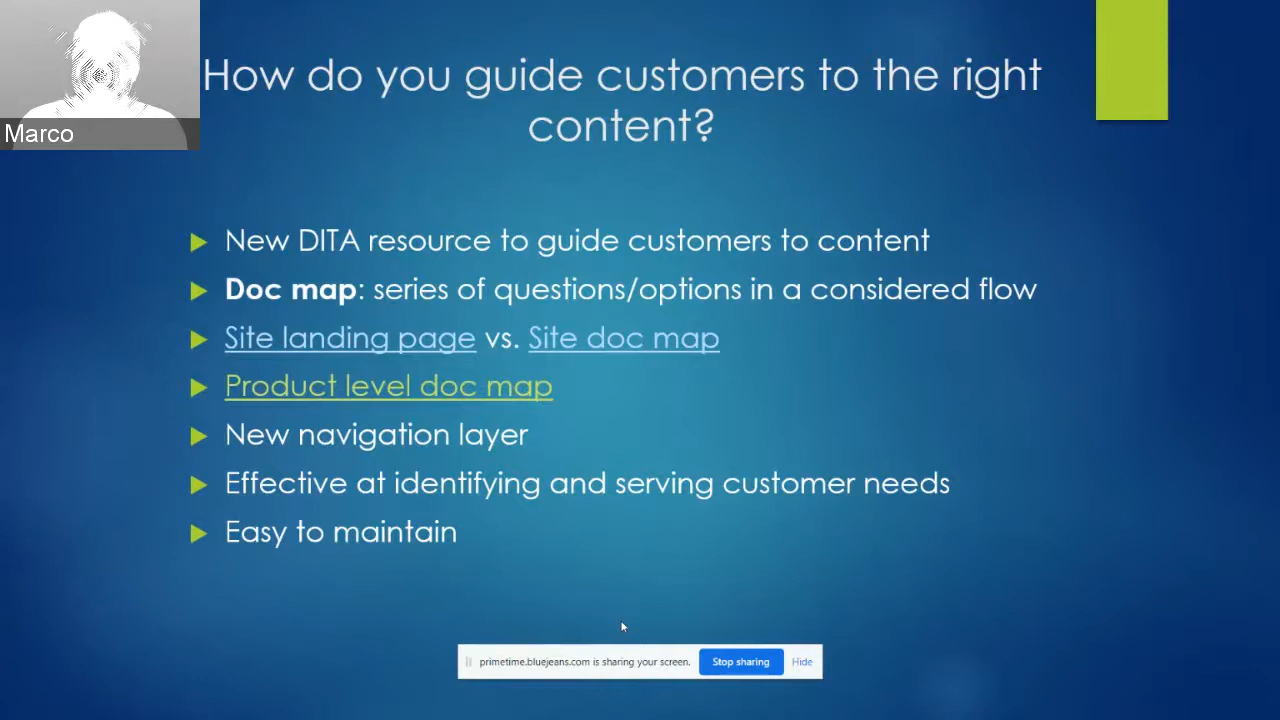 Marco
How do you guide customers to the right
content?
New DITA resource to guide customers to content
Doc map: series of questions/options in a considered flow
Site landing page vs. Site doc map
Product level doc map
New navigation layer
Effective at identifying and serving customer needs
Easy to maintain
primetime.bluejeans.com is sharing your screen. Stop sharing Hide